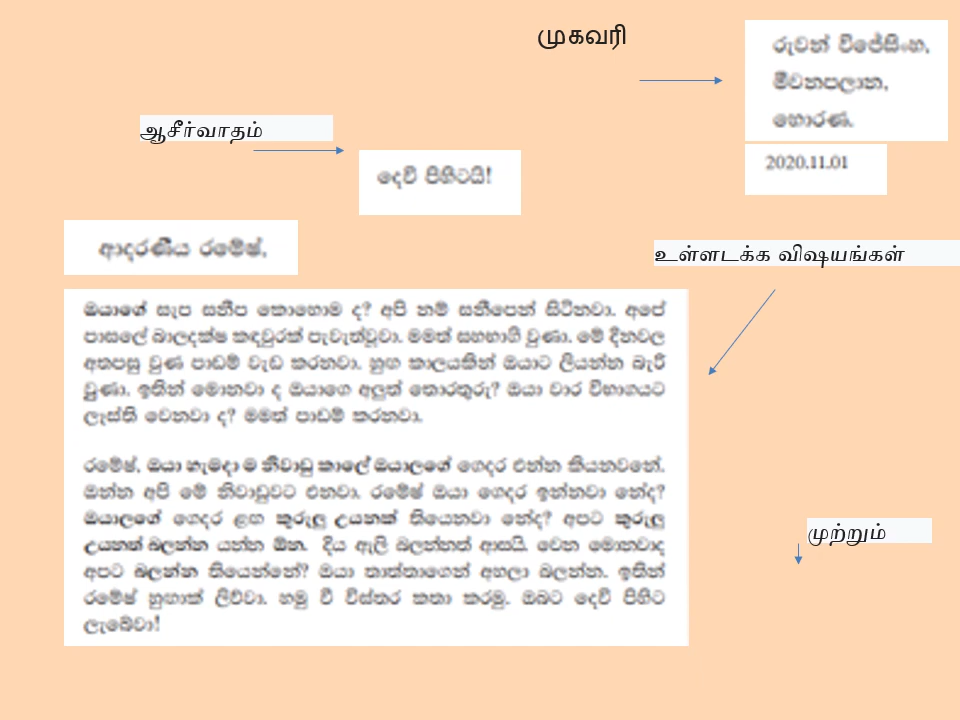 முகவரி
රුවන් විජේසිංහ,
මීවනපලාන,
හොරණ.
2020.11.01
ஆசீர்வாதம்
දෙවි පිහිටයි!
ආදරණීය රමේෂ්,
உள்ளடக்க விஷயங்கள்
ඔයාගේ සැප සනීප කොහොම ද? අපි නම් සනීපෙන් සිටිනවා. අපේ
පාසලේ බාලදක්ෂ කඳවුරක් පැවැත්වූවා. මමත් සහභාගී වුණා. මේ දිනවල
අතපසු වුණ පාඩම් වැඩ කරනවා. හුඟ කාලයකින් ඔයාට ලියන්න බැරි
වුණා. ඉතින් මොනවා ද ඔයාගෙ අලුත් තොරතුරු? ඔයා වාර විභාගයට
ලෑස්ති වෙනවා ද? මමත් පාඩම් කරනවා.
රමේෂ්, ඔයා හැමදා ම නිවාඩු කාලේ ඔයාලගේ ගෙදර එන්න කියනවනේ.
ඔන්න අපි මේ නිවාඩුවට එනවා. රමේෂ් ඔයා ගෙදර ඉන්නවා නේද?
ඔයාලගේ ගෙදර ළඟ කුරුලු උයනක් තියෙනවා නේද? අපට කුරුලු
උයනත් බලන්න යන්න ඕන. දිය ඇලි බලන්නත් ආසයි. වෙන මොනවාද
අපට බලන්න තියෙන්නේ? ඔයා තාත්තාගෙන් අහලා බලන්න. ඉතින්
රමේෂ් හුඟාක් ලිව්වා. හමු වී විස්තර කතා කරමු. ඔබට දෙවි පිහිට
ලැබේවා!
முற்றும்